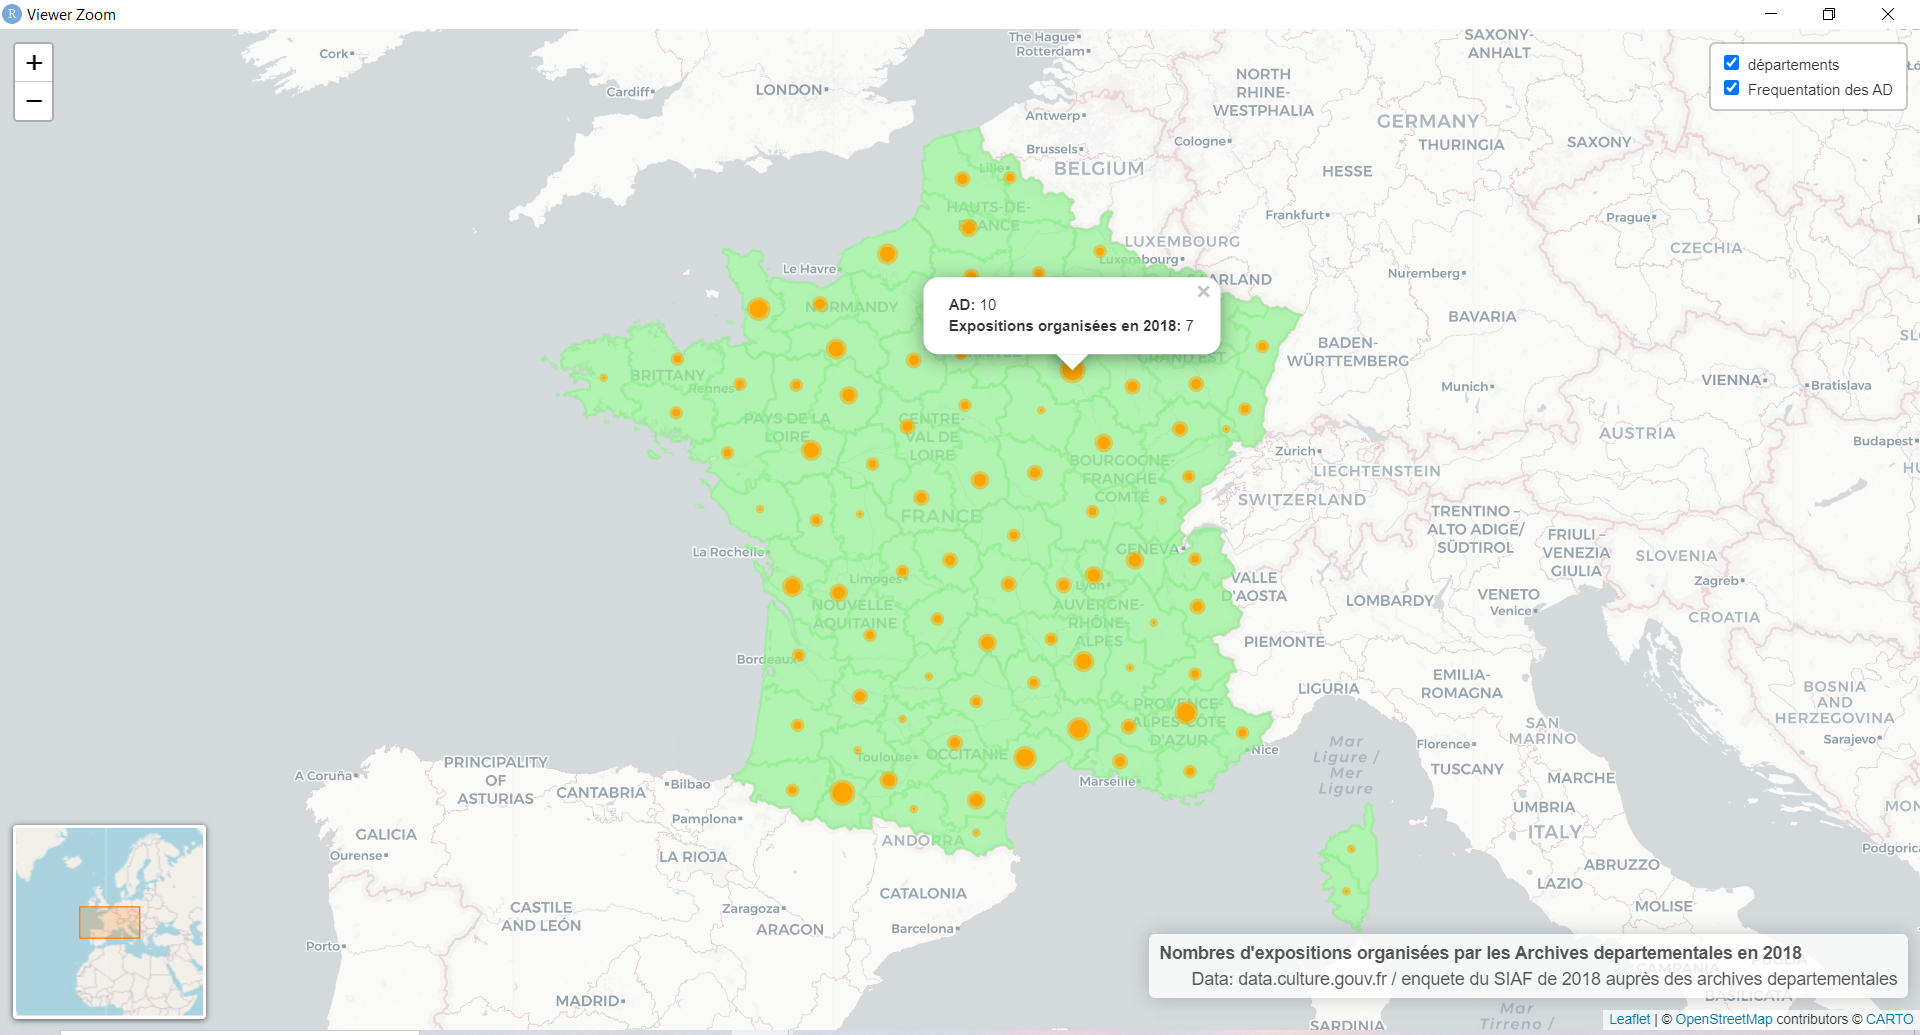 R Viewer Zoom
+
−
départements
Frequentation des AD
The Hague
Rotterdam
SAXONY-
ANHALT
Cork
Cardiff
LONDON
NORTH
RHINE-
WESTPHALIA
Antwerp
GERMANY
Brussels
Cologne
THURINGIA
SAXONY
BELGIUM
Lille
HESSE
HAUTS-DE-
FRANCE
Frankfurt
Prague
LUXEMBOURG
Luxembourg
CZECHIA
Le Havre
SAARLAND
Nuremberg
NORMANDY
AD: 10
Expositions organisées en 2018: 7
×
BAVARIA
BADEN-
WÜRTTEMBERG
GRAND EST
BRITTANY
Rennes
Munich
VIENNA
Bratislava
PAYS DE LA
LOIRE
CENTRE-
VAL DE
LOIRE
AUSTRIA
Budapest
Zürich
LIECHTENSTEIN
BOURGOGNE-
FRANCHE
COMTÉ
SWITZERLAND
FRANCE
TRENTINO –
ALTO ADIGE/
SÜDTIROL
FRIULI –
VENEZIA
GIULIA
La Rochelle
GENEVA
SLOVENIA
Zagreb
Limoges
Lyon
VALLE
D'AOSTA
LOMBARDY
VENETO
Venice
NOUVELLE-
AQUITAINE
AUVERGNE-
RHÔNE-
ALPES
CROATIA
PIEMONTE
Bordeaux
EMILIA-
ROMAGNA
LIGURIA
BOSNIA
AND
HERZEGOVINA
PROVENCE-
ALPES-CÔTE
D'AZUR
SAN
MARINO
Sarajevo
Florence
Nice
Mar
Ligure /
Mer
Ligure
Toulouse
OCCITANIE
PRINCIPALITY
OF
ASTURIAS
A Coruña
TUSCANY
MARCHE
Marseille
Bilbao
CANTABRIA
UMBRIA
Pamplona
GALICIA
ANDORRA
ITALY
Podgorica
Ourense
LA RIOJA
ABRUZZO
CATALONIA
LAZIO
CASTILE
AND LEÓN
Zaragoza
MOLISE
ARAGON
Barcelona
Porto
Nombres d'expositions organisées par les Archives departementales en 2018
Data: data.culture.gouv.fr / enquete du SIAF de 2018 auprès des archives departementales
CAMPANIA
BASILICATA
MADRID
Mar
Tirreno /
SARDINIA
Leaflet | © OpenStreetMap contributors © CARTO